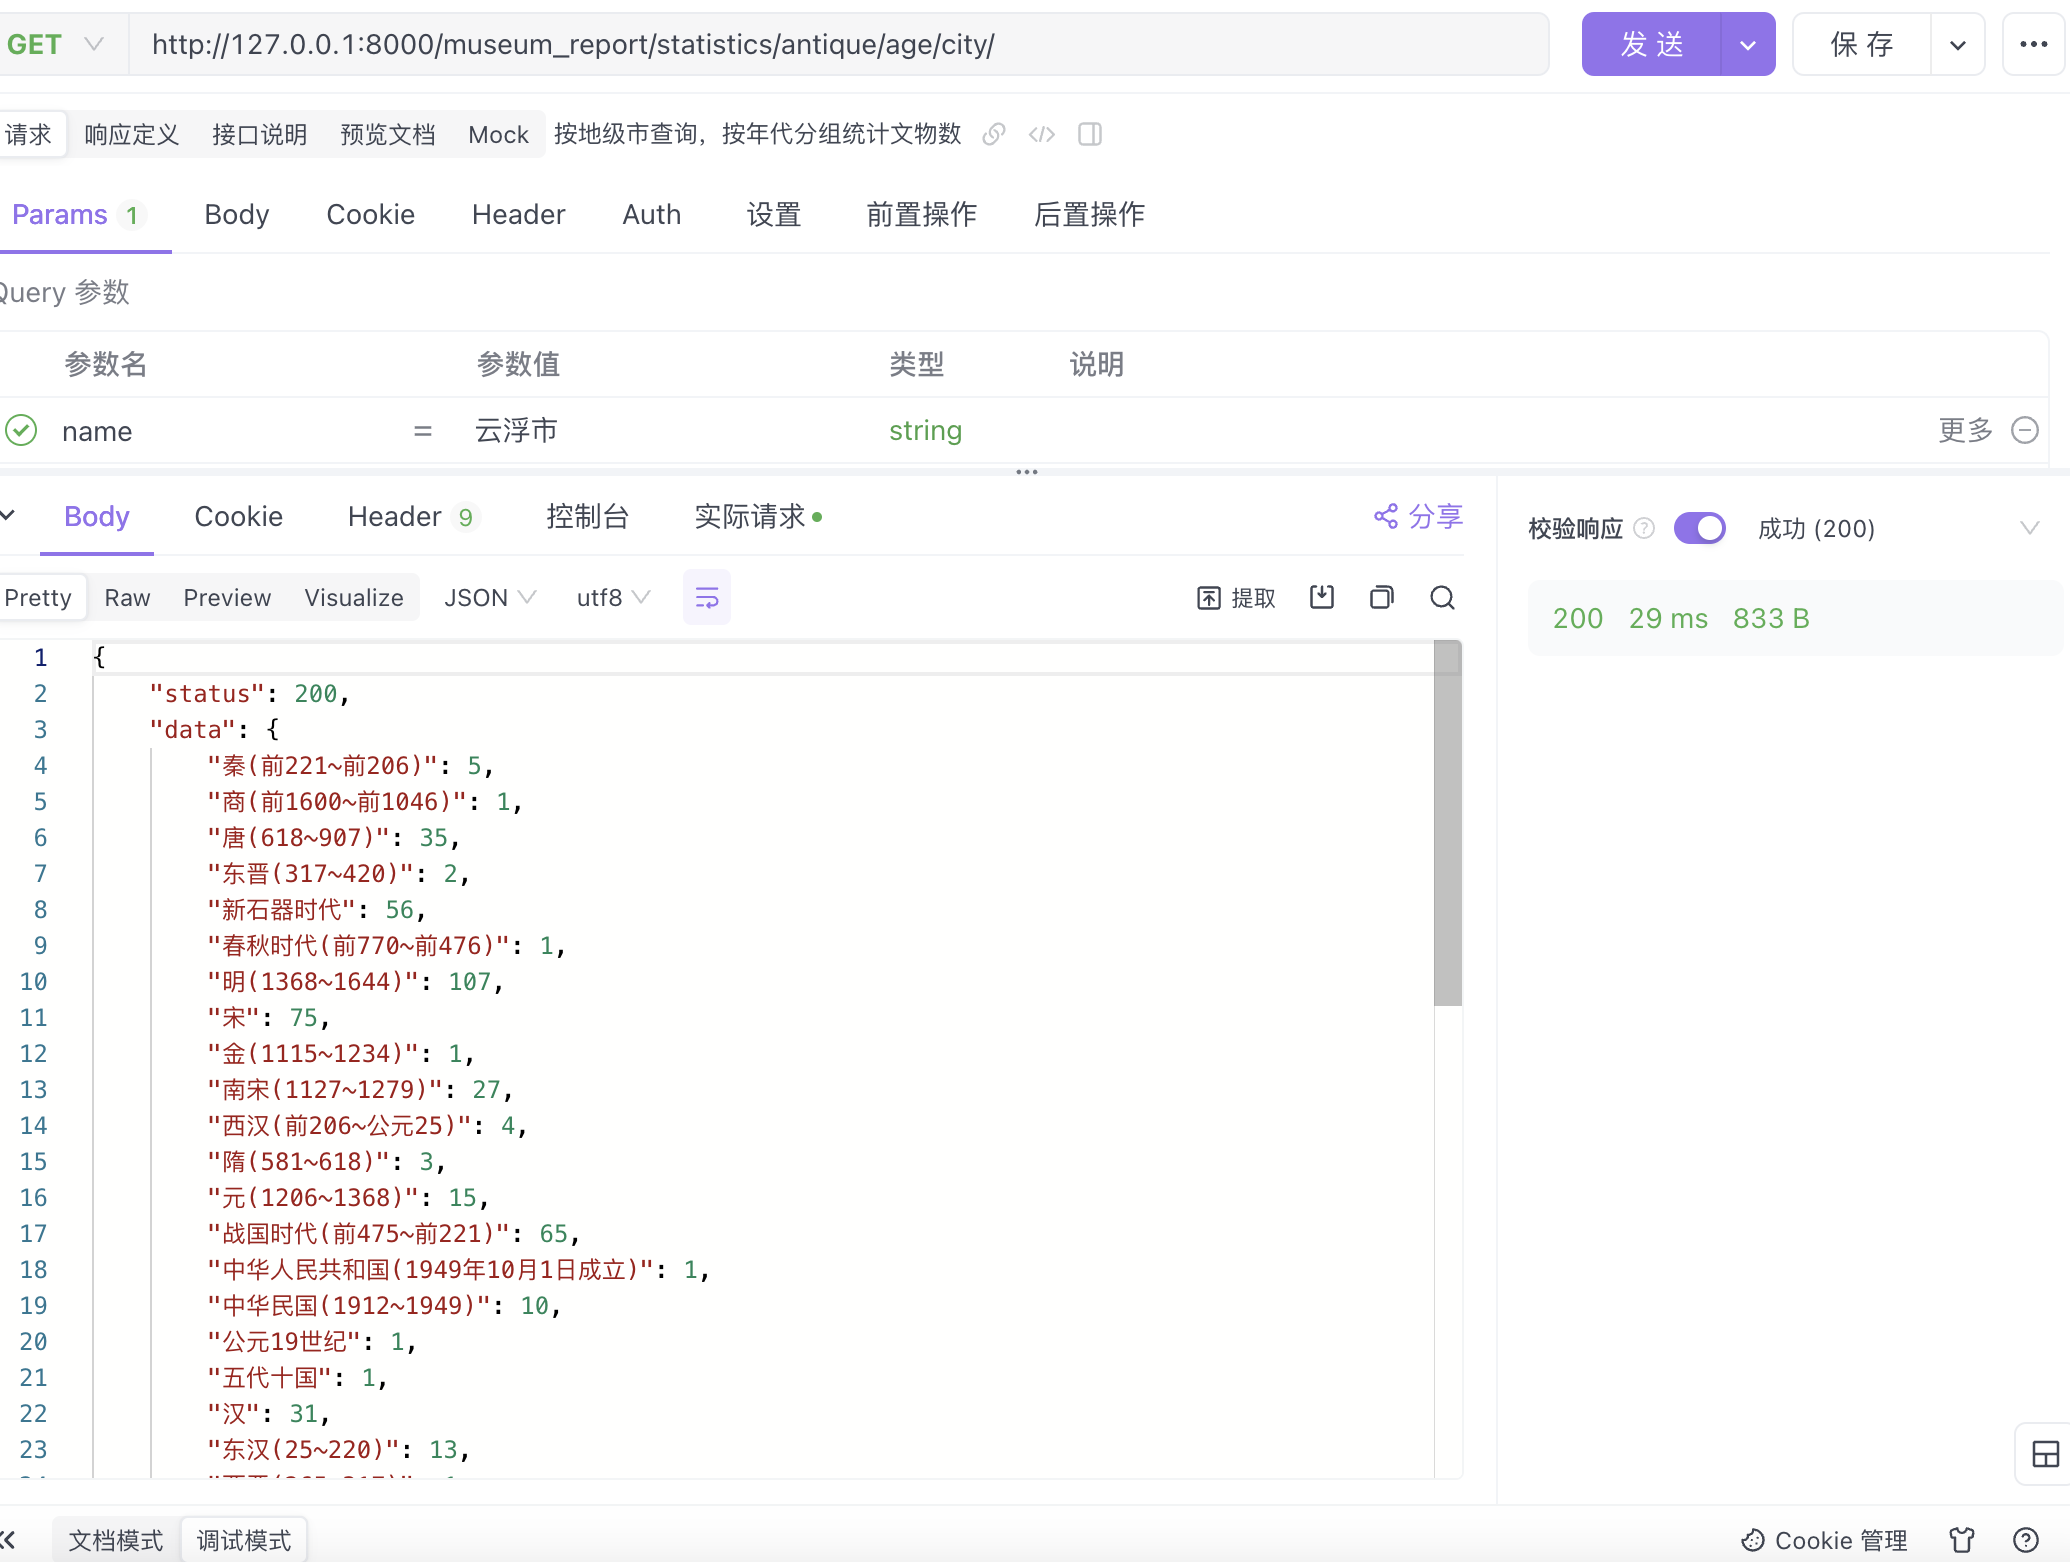 GET http://127.0.0.1:8000/museum_report/statistics/antique/age/city/ 发送 保存
请求 响应定义 接口说明 预览文档 Mock 按地级市查询，按年代分组统计文物数
Params 1 Body Cookie Header Auth 设置 前置操作 后置操作
Query 参数
参数名 参数值 类型 说明
name = 云浮市 string 更多
Body Cookie Header 9 控制台 实际请求 分享
校验响应 成功 (200)
Pretty Raw Preview Visualize JSON utf8 提取
200 29 ms 833 B
1 {
2 "status": 200,
3 "data": {
4 "秦(前221~前206)": 5,
5 "商(前1600~前1046)": 1,
6 "唐(618~907)": 35,
7 "东晋(317~420)": 2,
8 "新石器时代": 56,
9 "春秋时代(前770~前476)": 1,
10 "明(1368~1644)": 107,
11 "宋": 75,
12 "金(1115~1234)": 1,
13 "南宋(1127~1279)": 27,
14 "西汉(前206~公元25)": 4,
15 "隋(581~618)": 3,
16 "元(1206~1368)": 15,
17 "战国时代(前475~前221)": 65,
18 "中华人民共和国(1949年10月1日成立)": 1,
19 "中华民国(1912~1949)": 10,
20 "公元19世纪": 1,
21 "五代十国": 1,
22 "汉": 31,
23 "东汉(25~220)": 13,
文档模式 调试模式 Cookie 管理